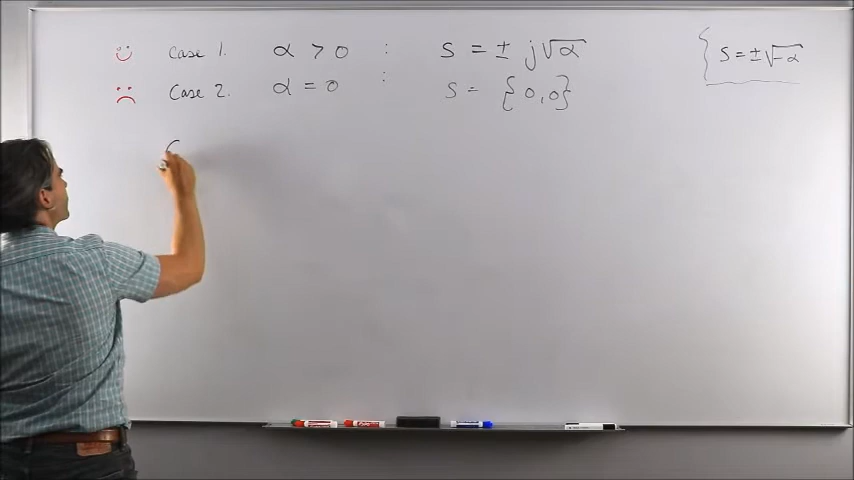 Case 1. α > 0 : S = ± j√α
Case 2. α = 0 : S = {0,0}
{ S = ±√-α